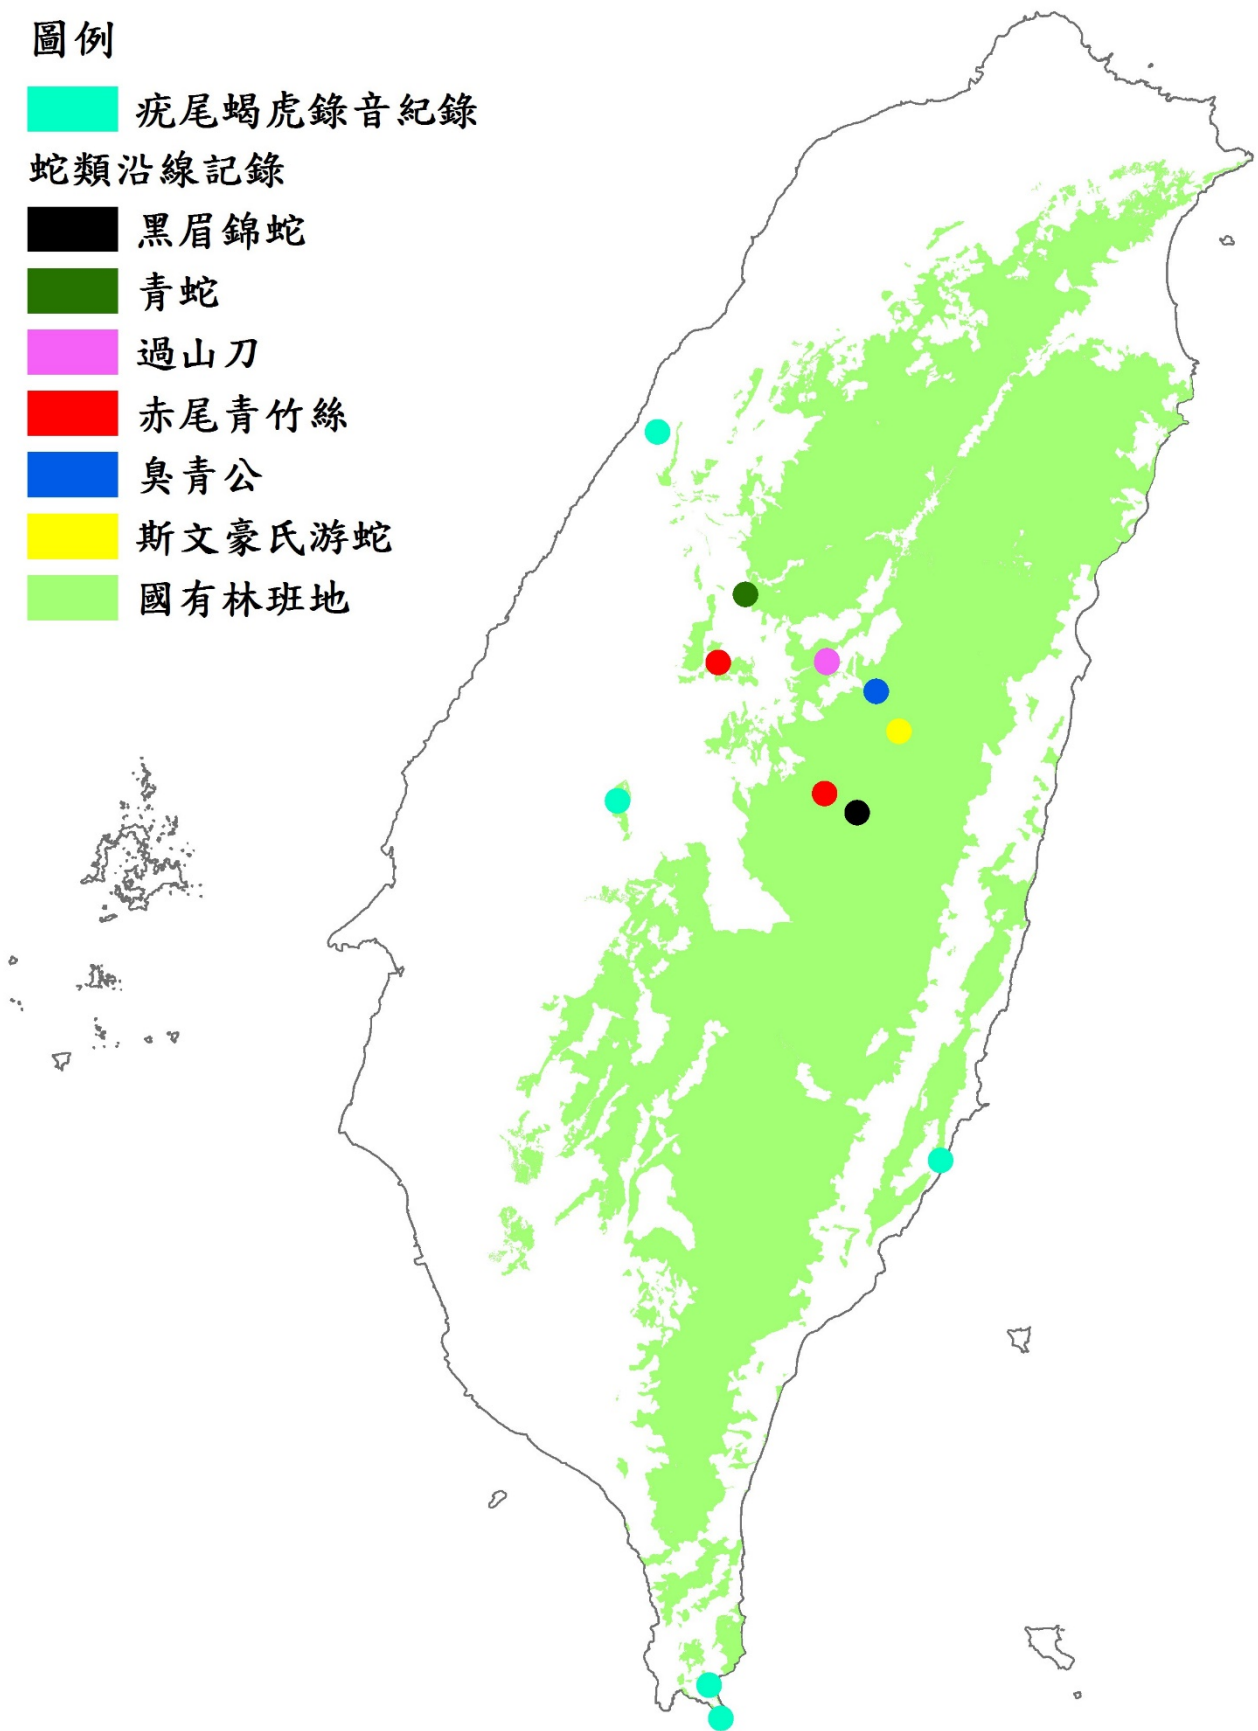 圖例
疣尾蝎虎錄音紀錄
蛇類沿線記錄
黑眉錦蛇
青蛇
過山刀
赤尾青竹絲
臭青公
斯文豪氏游蛇
國有林班地